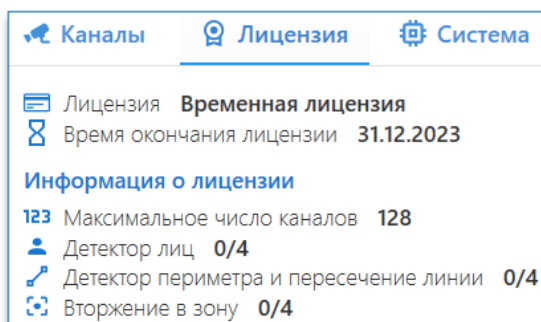 Каналы Лицензия Система
Лицензия Временная лицензия
Время окончания лицензии 31.12.2023
Информация о лицензии
123 Максимальное число каналов 128
Детектор лиц 0/4
Детектор периметра и пересечение линии 0/4
Вторжение в зону 0/4